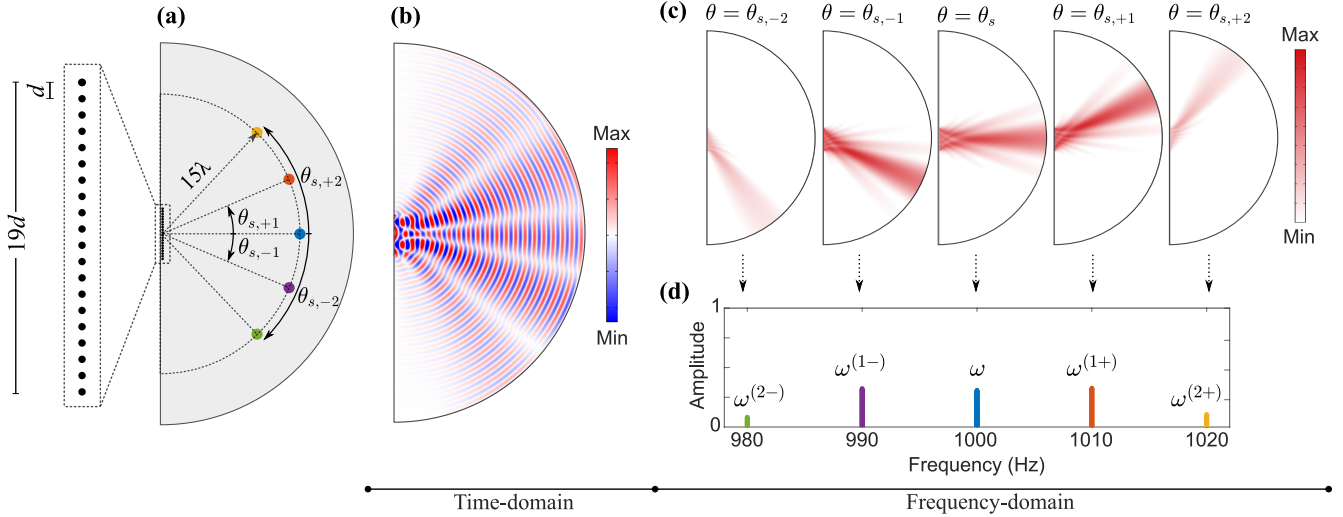 (a)
d
19d
15λ
θs,+2
θs,+1
θs,−1
θs,−2
(b)
Max
Min
Time-domain
(c)
θ = θs,−2
θ = θs,−1
θ = θs
θ = θs,+1
θ = θs,+2
Max
Min
(d)
1
Amplitude
0
ω(2−)
ω(1−)
ω
ω(1+)
ω(2+)
980
990
1000
1010
1020
Frequency (Hz)
Frequency-domain